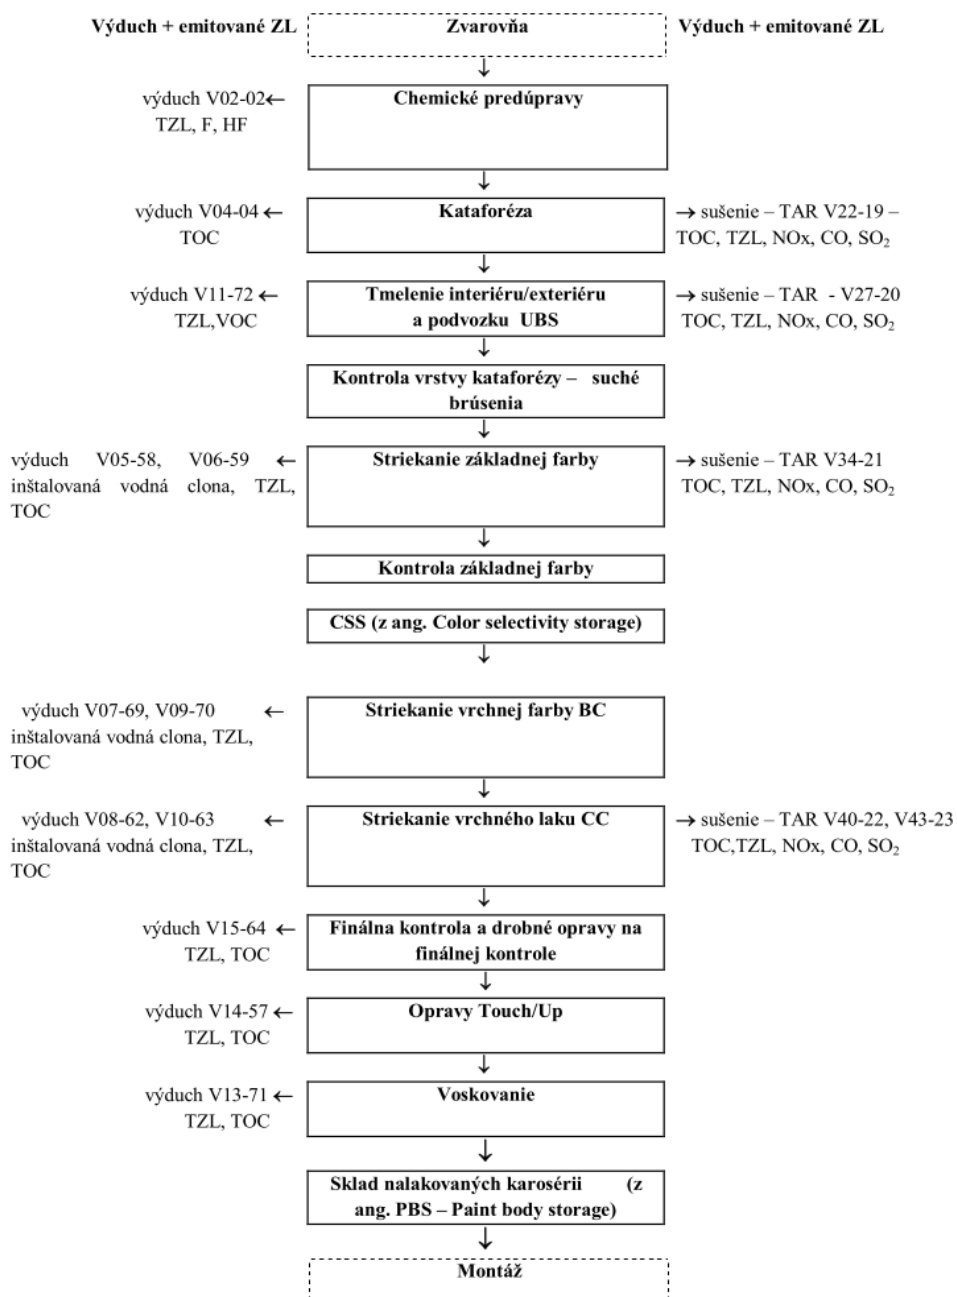 Výduch + emitované ZL
Zvarovňa
Výduch + emitované ZL
↓
výduch V02-02←
TZL, F, HF
Chemické predúpravy
↓
výduch V04-04 ←
TOC
Kataforéza
→ sušenie – TAR V22-19 –
TOC, TZL, NOx, CO, SO₂
↓
výduch V11-72 ←
TZL,VOC
Tmelenie interiéru/exteriéru
a podvozku UBS
→ sušenie – TAR - V27-20
TOC, TZL, NOx, CO, SO₂
↓
Kontrola vrstvy kataforézy – suché
brúsenia
↓
výduch V05-58, V06-59 ←
inštalovaná vodná clona, TZL,
TOC
Striekanie základnej farby
→ sušenie – TAR V34-21
TOC, TZL, NOx, CO, SO₂
↓
Kontrola základnej farby
CSS (z ang. Color selectivity storage)
↓
výduch V07-69, V09-70 ←
inštalovaná vodná clona, TZL,
TOC
Striekanie vrchnej farby BC
výduch V08-62, V10-63 ←
inštalovaná vodná clona, TZL,
TOC
Striekanie vrchného laku CC
→ sušenie – TAR V40-22, V43-23
TOC,TZL, NOx, CO, SO₂
↓
výduch V15-64 ←
TZL, TOC
Finálna kontrola a drobné opravy na
finálnej kontrole
↓
výduch V14-57 ←
TZL, TOC
Opravy Touch/Up
↓
výduch V13-71 ←
TZL, TOC
Voskovanie
↓
Sklad nalakovaných karosérii (z
ang. PBS – Paint body storage)
↓
Montáž